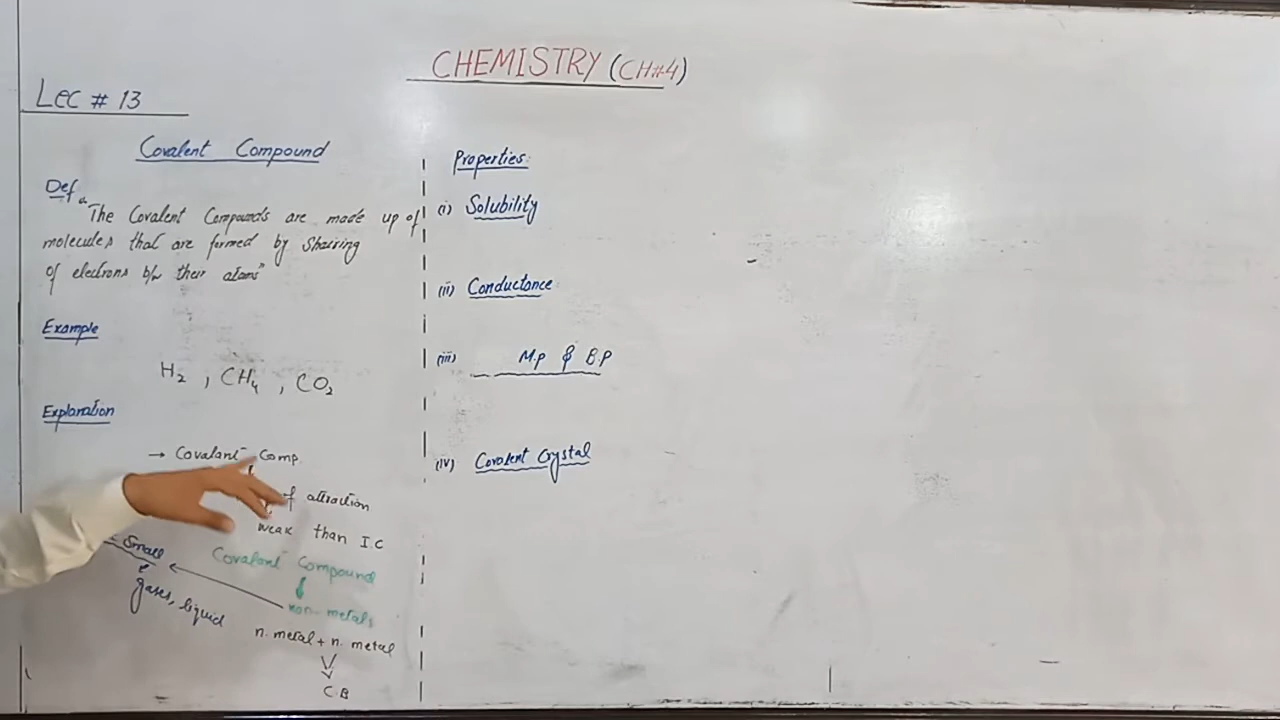 CHEMISTRY (CH#4)
Lec # 13
Covalent Compound
Def
"The Covalent Compounds are made up of
molecules that are formed by Shairing
of electrons b/w their atoms"
Example
H₂ , CH₄ , CO₂
Explanation
→ Covalent Comp
of attraction
weak than I.C
Small
gases, liquid
Covalent Compound
non-metals
n. metal + n. metal
C.B
Properties:
(i) Solubility
(ii) Conductance
(iii) M.p & B.P
(iv) Covalent Crystal